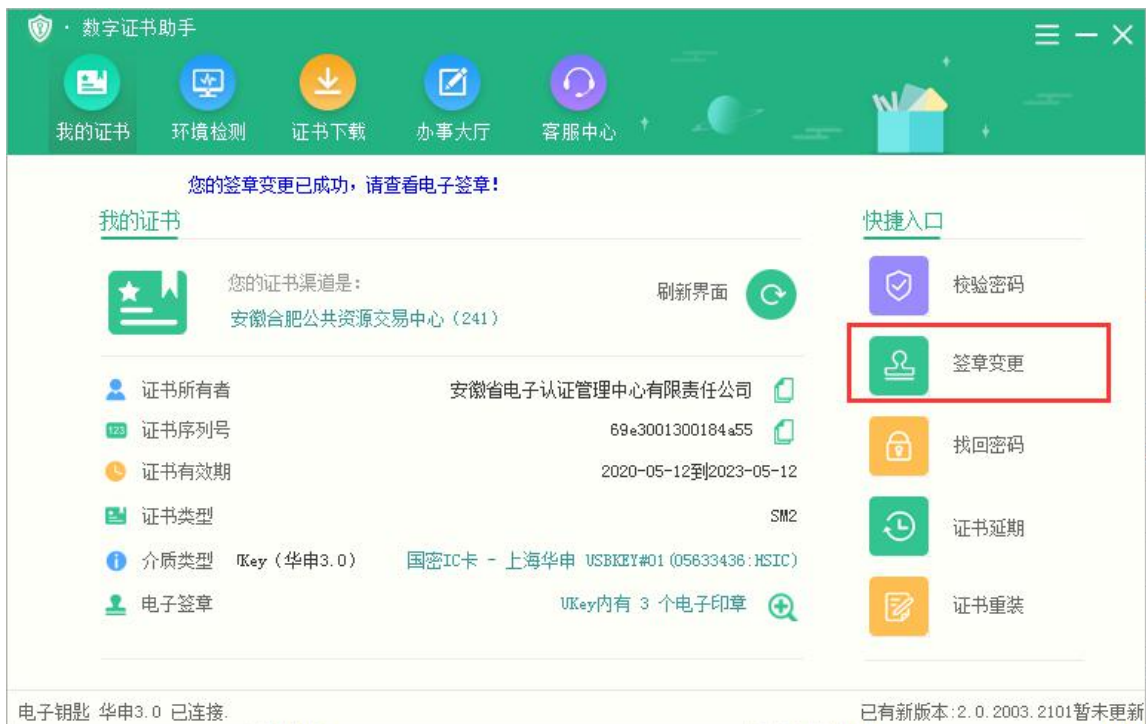 · 数字证书助手
我的证书 环境检测 证书下载 办事大厅 客服中心
您的签章变更已成功，请查看电子签章！
我的证书
您的证书渠道是：
安徽合肥公共资源交易中心（241）
刷新界面
证书所有者 安徽省电子认证管理中心有限责任公司
123 证书序列号 69e3001300184a55
证书有效期 2020-05-12到2023-05-12
证书类型 SM2
介质类型 UKey（华申3.0） 国密IC卡 - 上海华申 USBKEY#01(05633436:HSIC)
电子签章 UKey内有 3 个电子印章
快捷入口
校验密码
签章变更
找回密码
证书延期
证书重装
电子钥匙 华申3.0 已连接.
已有新版本:2.0.2003.2101暂未更新